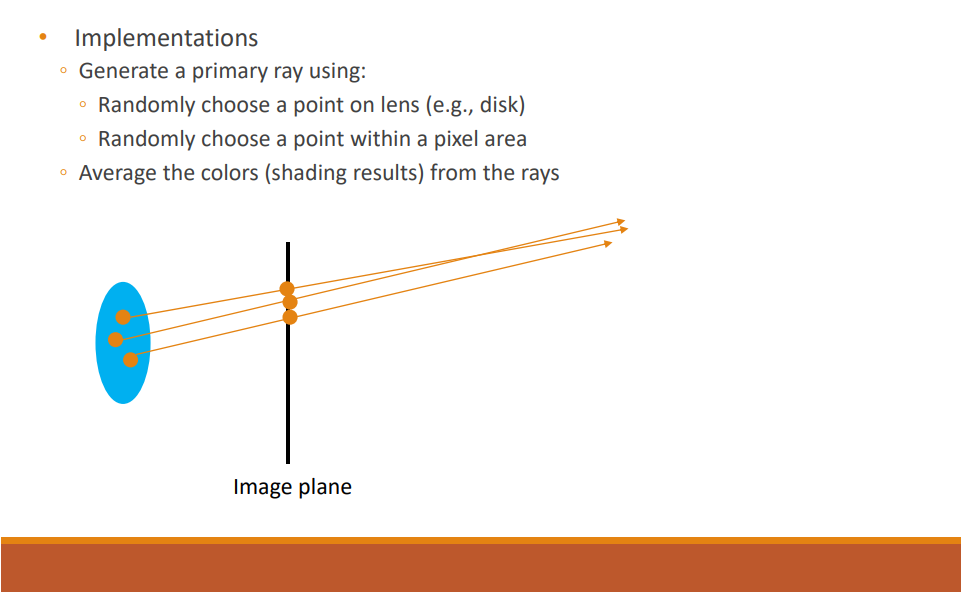 • Implementations
◦ Generate a primary ray using:
◦ Randomly choose a point on lens (e.g., disk)
◦ Randomly choose a point within a pixel area
◦ Average the colors (shading results) from the rays
Image plane